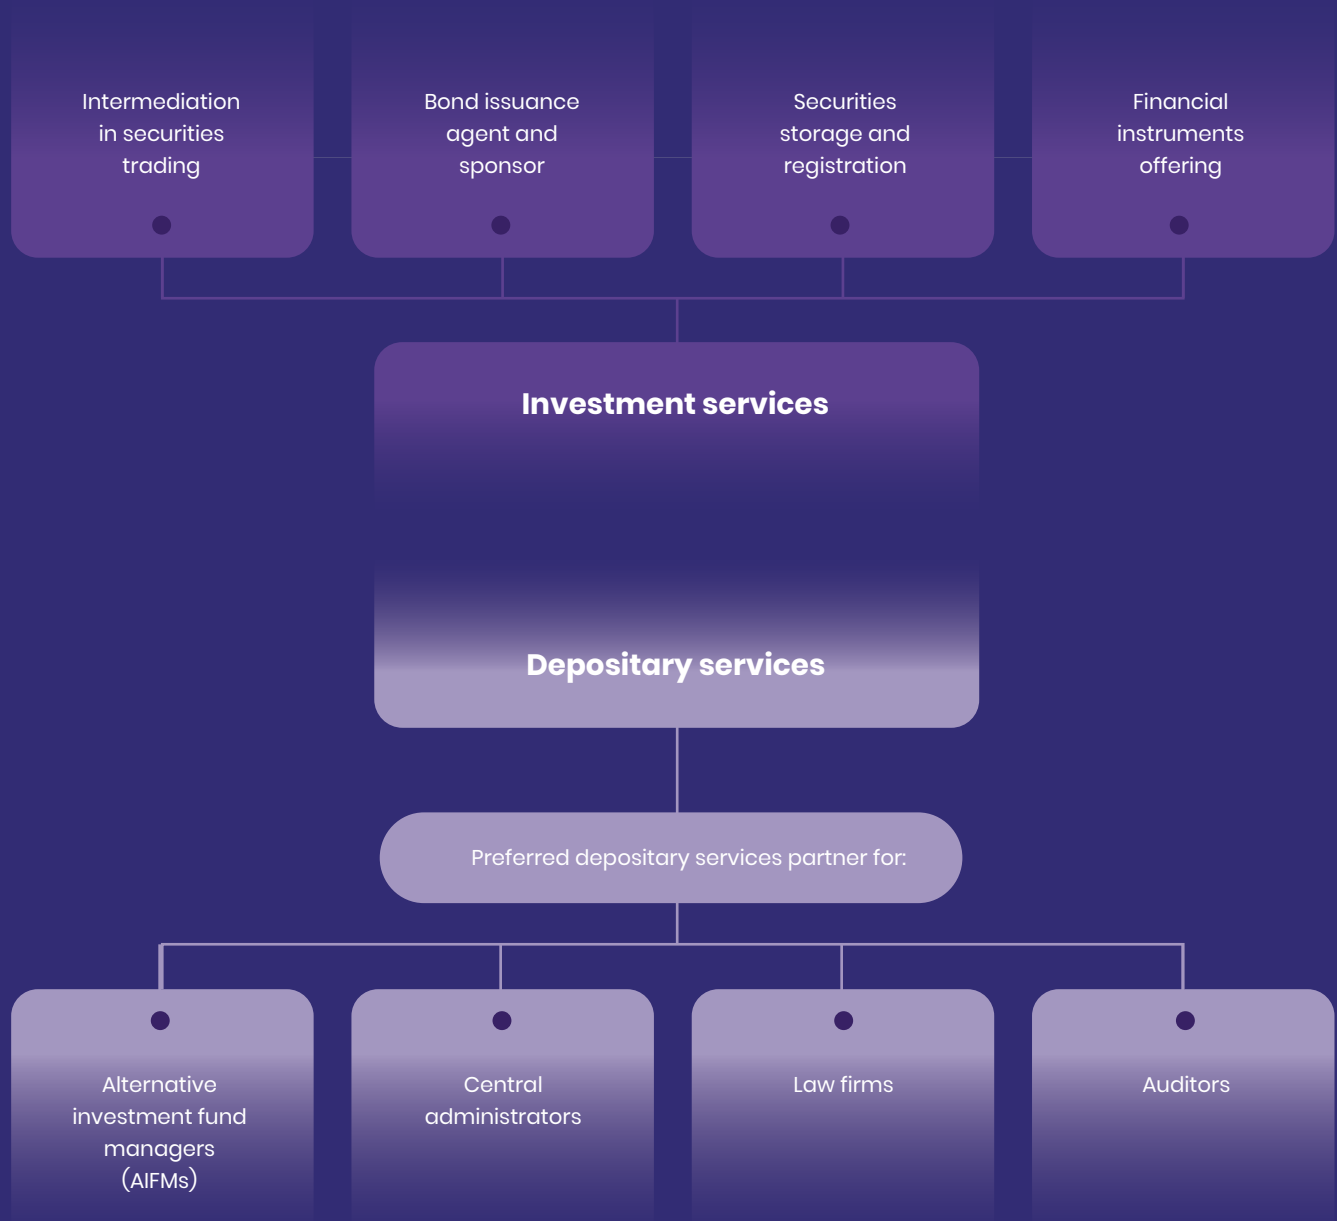 Intermediation
in securities
trading
Bond issuance
agent and
sponsor
Securities
storage and
registration
Financial
instruments
offering
Investment services
Depositary services
Preferred depositary services partner for:
Alternative
investment fund
managers
(AIFMs)
Central
administrators
Law firms
Auditors